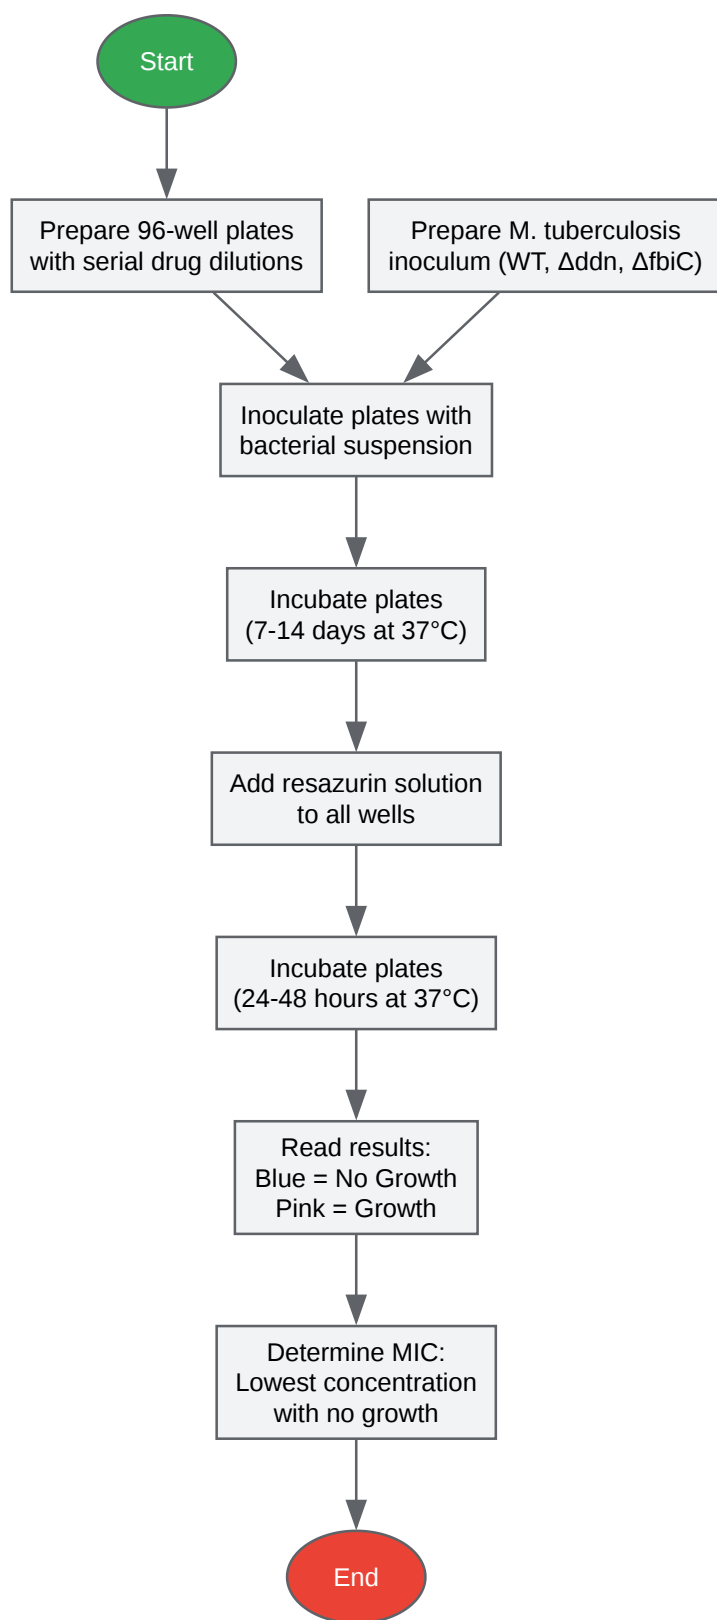 Start
Prepare 96-well plates
with serial drug dilutions
Prepare M. tuberculosis
inoculum (WT, Δddn, ΔfbiC)
Inoculate plates with
bacterial suspension
Incubate plates
(7-14 days at 37°C)
Add resazurin solution
to all wells
Incubate plates
(24-48 hours at 37°C)
Read results:
Blue = No Growth
Pink = Growth
Determine MIC:
Lowest concentration
with no growth
End